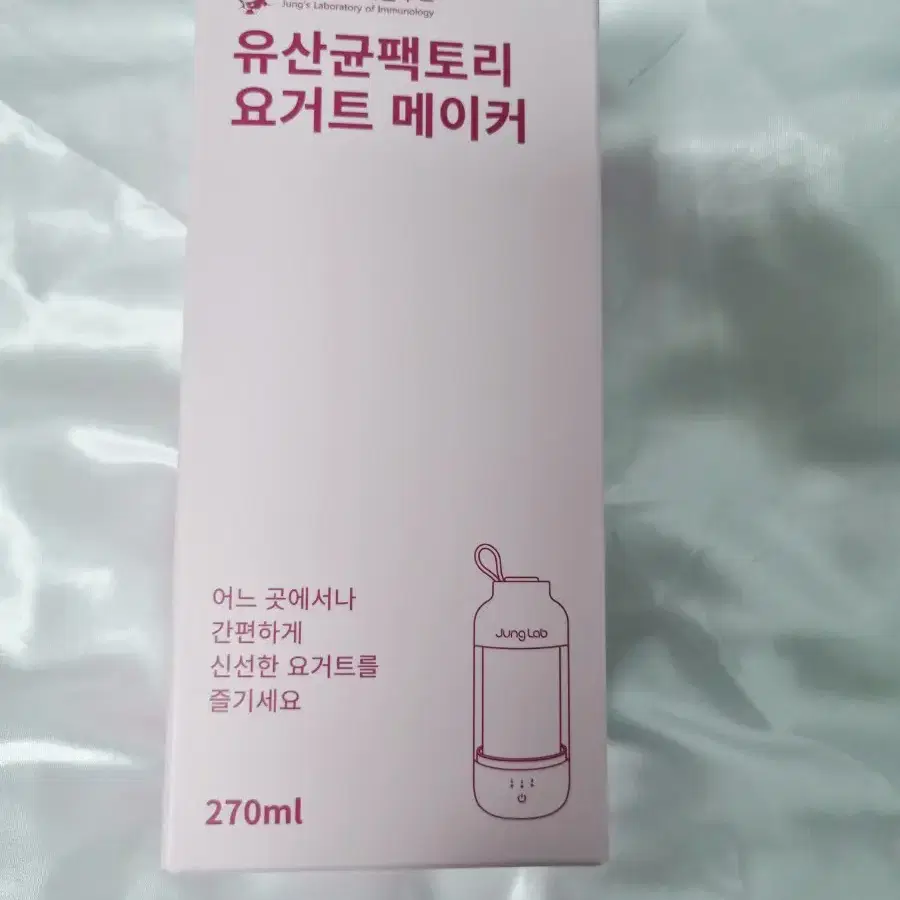 Jung's Laboratory of Immunology
유산균팩토리
요거트 메이커
어느 곳에서나
간편하게
신선한 요거트를
즐기세요
Jung Lab
270ml